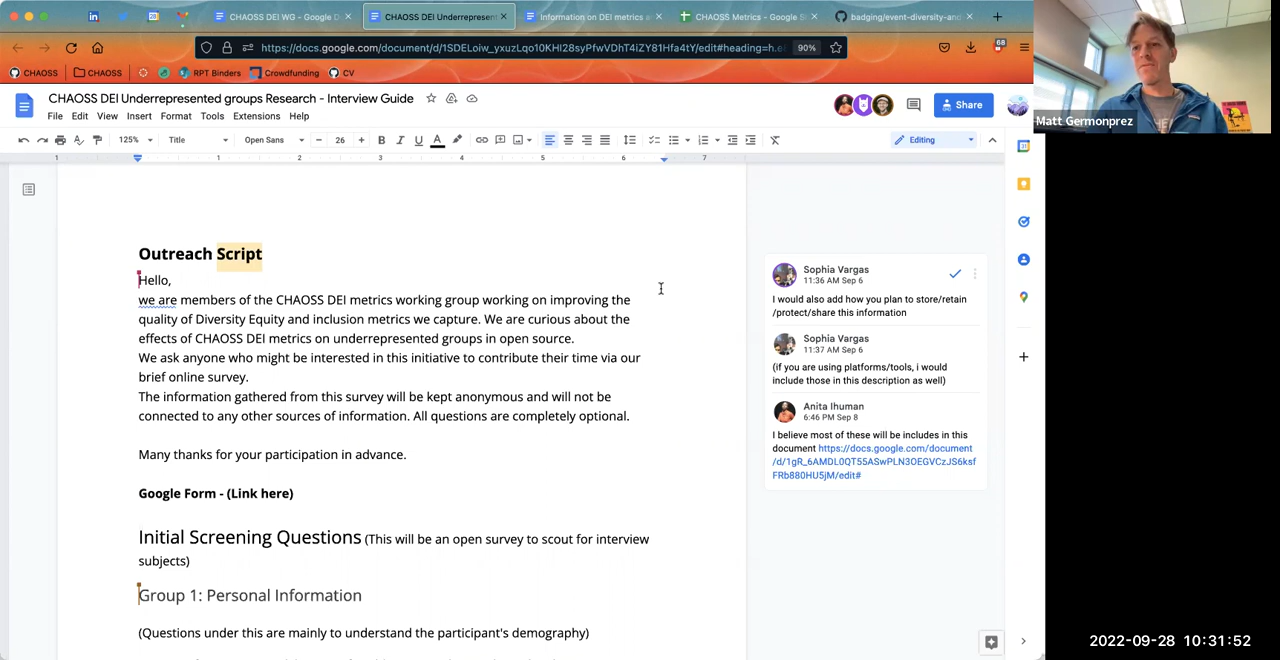 CHAOSS DEI WG - Google D
CHAOSS DEI Underrepresent
Information on DEI metrics a
CHAOSS Metrics - Google S
badging/event-diversity-and
https://docs.google.com/document/d/1SDELoiw_yxuzLqo10KHI28syPfwVDhT4iZY81Hfa4tY/edit#heading=h.e
90%
68
CHAOSS
CHAOSS
RPT Binders
Crowdfunding
CV
CHAOSS DEI Underrepresented groups Research - Interview Guide
Share
File Edit View Insert Format Tools Extensions Help
125% Title Open Sans 26 Editing
1 1 2 3 4 5 6 7
Matt Germonprez
Outreach Script
Hello,
we are members of the CHAOSS DEI metrics working group working on improving the
quality of Diversity Equity and inclusion metrics we capture. We are curious about the
effects of CHAOSS DEI metrics on underrepresented groups in open source.
We ask anyone who might be interested in this initiative to contribute their time via our
brief online survey.
The information gathered from this survey will be kept anonymous and will not be
connected to any other sources of information. All questions are completely optional.
Many thanks for your participation in advance.
Google Form - (Link here)
Initial Screening Questions (This will be an open survey to scout for interview
subjects)
Group 1: Personal Information
(Questions under this are mainly to understand the participant's demography)
Sophia Vargas
11:36 AM Sep 6
I would also add how you plan to store/retain
/protect/share this information
Sophia Vargas
11:37 AM Sep 6
(if you are using platforms/tools, i would
include those in this description as well)
Anita Ihuman
6:46 PM Sep 8
I believe most of these will be includes in this
document https://docs.google.com/document
/d/1gR_6AMDL0QT55ASwPLN3OEGVCzJS6ksf
FRb880HU5jM/edit#
2022-09-28 10:31:52